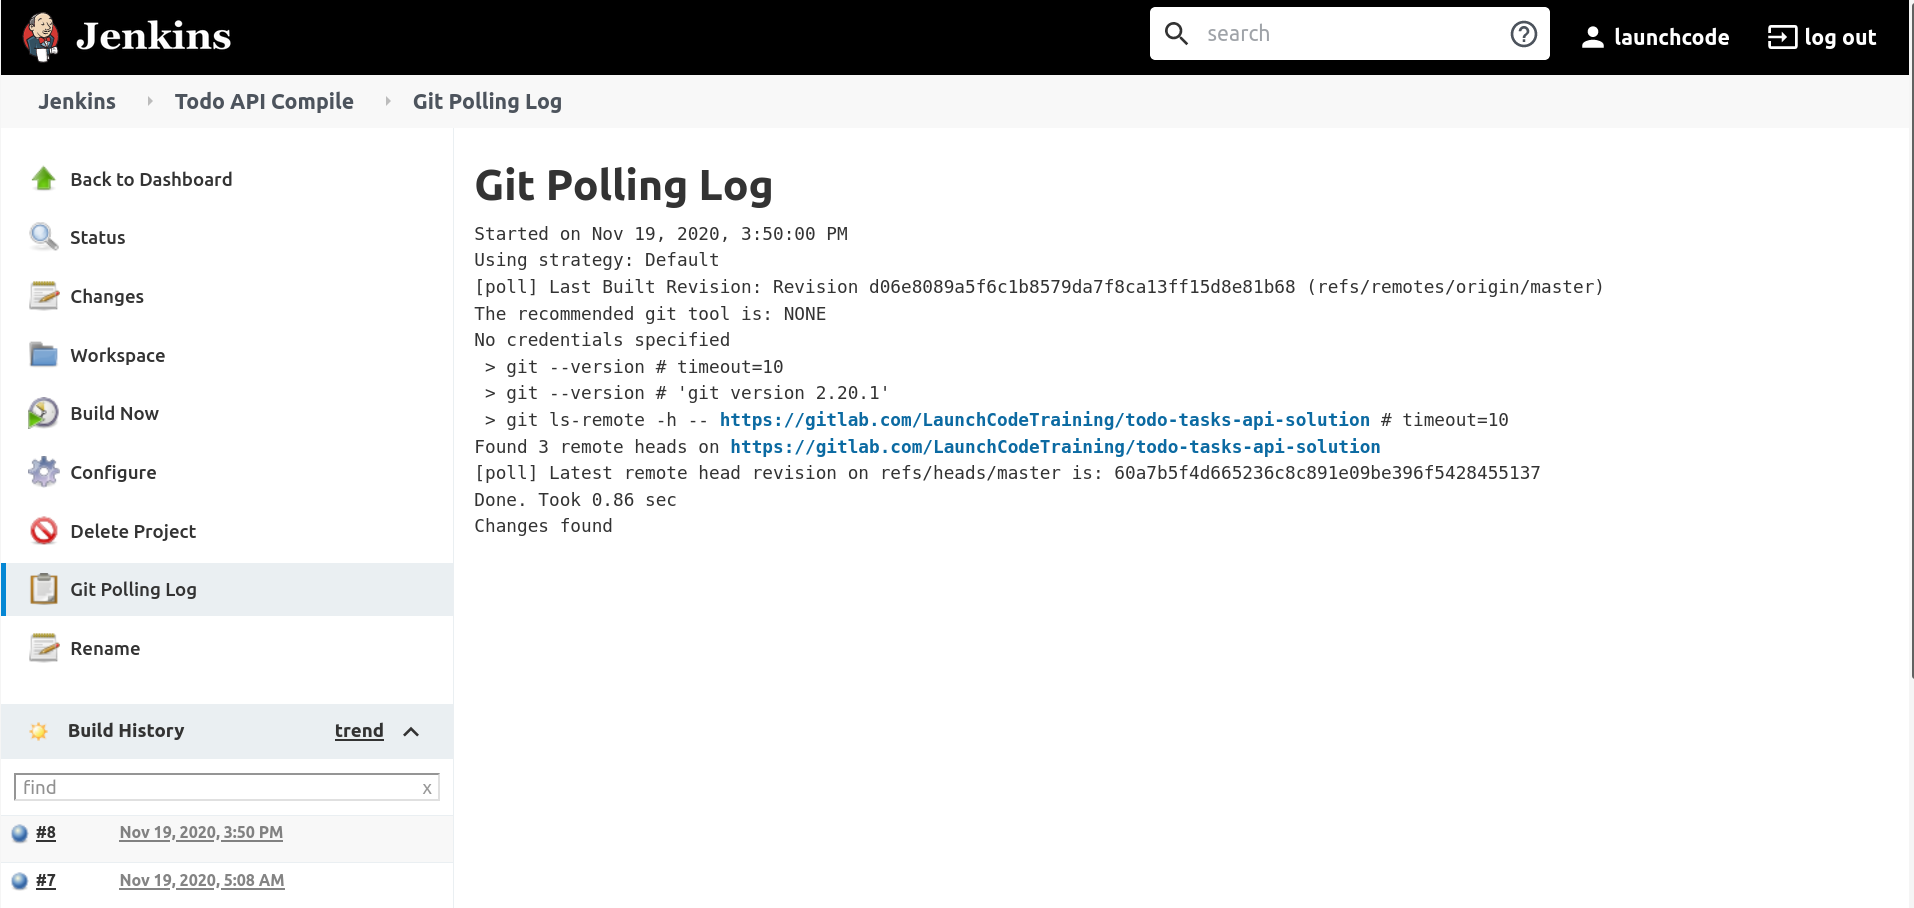 Jenkins
search
launchcode
log out
Jenkins
Todo API Compile
Git Polling Log
Back to Dashboard
Status
Changes
Workspace
Build Now
Configure
Delete Project
Git Polling Log
Rename
Build History trend
find x
#8 Nov 19, 2020, 3:50 PM
#7 Nov 19, 2020, 5:08 AM
Git Polling Log
Started on Nov 19, 2020, 3:50:00 PM
Using strategy: Default
[poll] Last Built Revision: Revision d06e8089a5f6c1b8579da7f8ca13ff15d8e81b68 (refs/remotes/origin/master)
The recommended git tool is: NONE
No credentials specified
 > git --version # timeout=10
 > git --version # 'git version 2.20.1'
 > git ls-remote -h -- https://gitlab.com/LaunchCodeTraining/todo-tasks-api-solution # timeout=10
Found 3 remote heads on https://gitlab.com/LaunchCodeTraining/todo-tasks-api-solution
[poll] Latest remote head revision on refs/heads/master is: 60a7b5f4d665236c8c891e09be396f5428455137
Done. Took 0.86 sec
Changes found